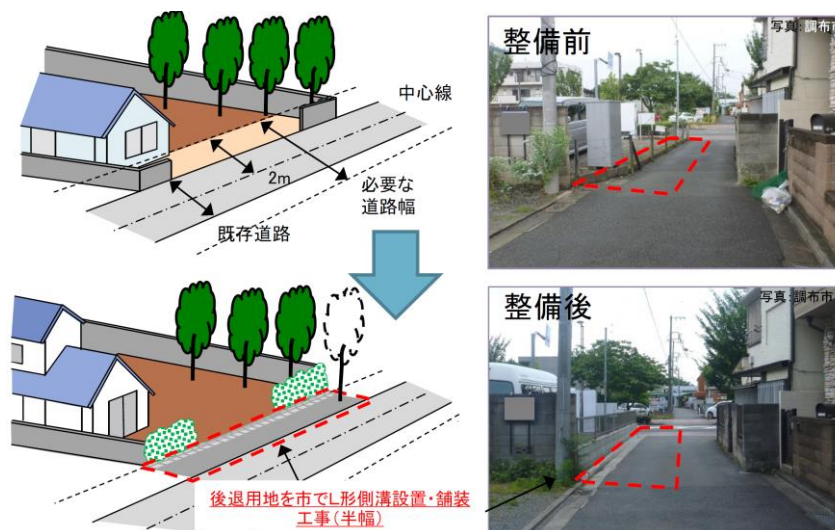 中心線
2m
必要な
道路幅
既存道路
後退用地を市でL形側溝設置・舗装
工事(半幅)
整備前
写真:調布市
整備後
写真:調布市